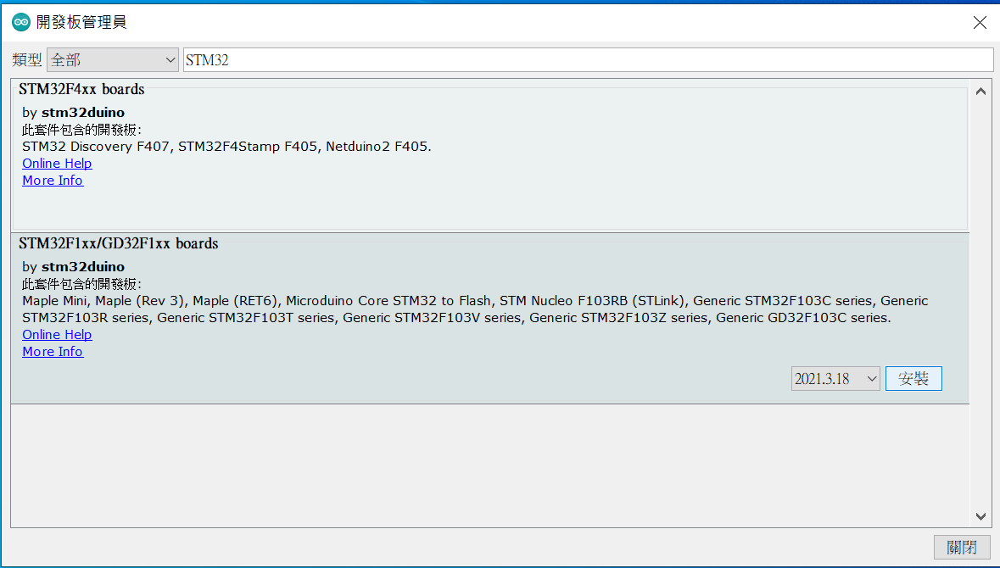 開發板管理員
類型 全部 STM32
STM32F4xx boards
by stm32duino
此套件包含的開發板：
STM32 Discovery F407, STM32F4Stamp F405, Netduino2 F405.
Online Help
More Info
STM32F1xx/GD32F1xx boards
by stm32duino
此套件包含的開發板：
Maple Mini, Maple (Rev 3), Maple (RET6), Microduino Core STM32 to Flash, STM Nucleo F103RB (STLink), Generic STM32F103C series, Generic
STM32F103R series, Generic STM32F103T series, Generic STM32F103V series, Generic STM32F103Z series, Generic GD32F103C series.
Online Help
More Info
2021.3.18 安裝
關閉